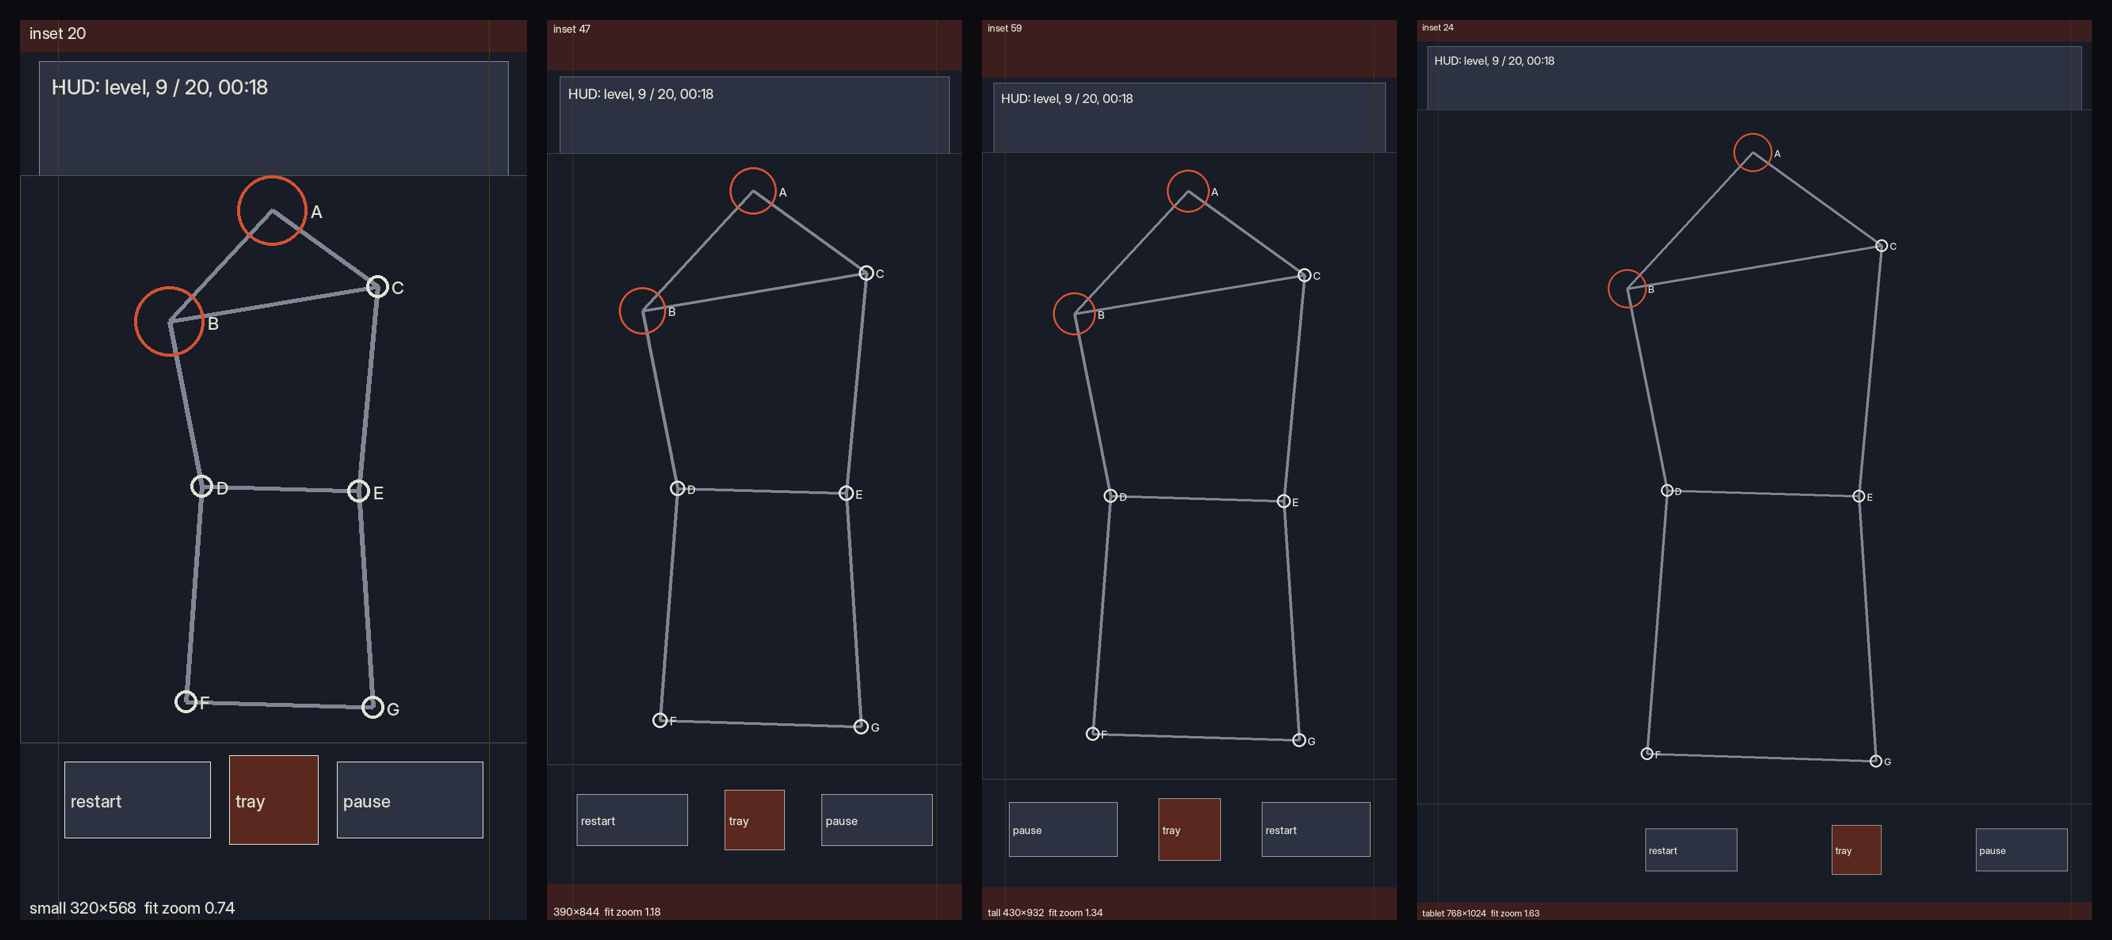 inset 20
HUD: level, 9 / 20, 00:18
A
C
B
D
E
F
G
restart
tray
pause
small 320×568 fit zoom 0.74
inset 47
HUD: level, 9 / 20, 00:18
A
C
B
D
E
F
G
restart
tray
pause
390×844 fit zoom 1.18
inset 59
HUD: level, 9 / 20, 00:18
A
C
B
D
E
F
G
pause
tray
restart
tall 430×932 fit zoom 1.34
inset 24
HUD: level, 9 / 20, 00:18
A
C
B
D
E
F
G
restart
tray
pause
tablet 768×1024 fit zoom 1.63